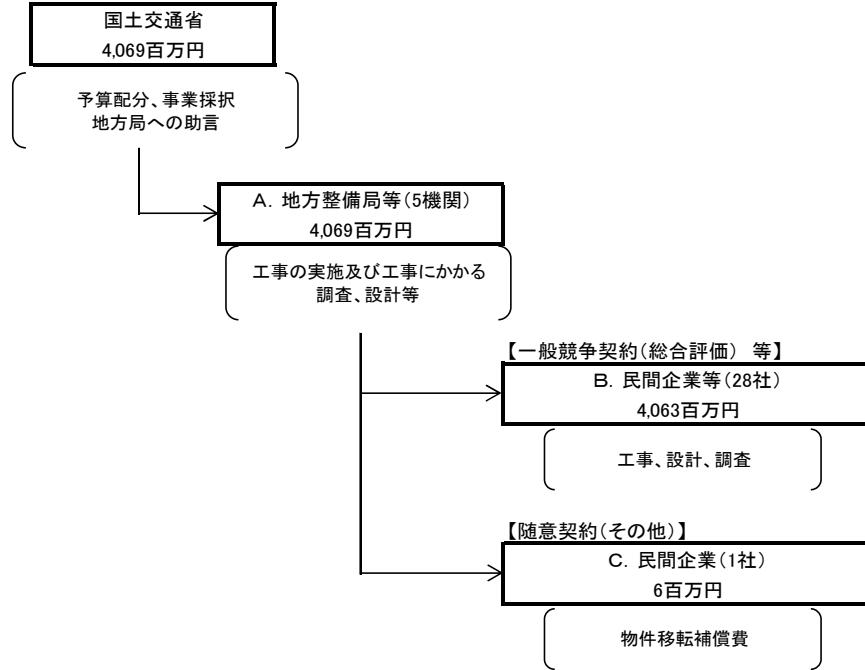 国土交通省
4,069百万円
予算配分、事業採択
地方局への助言
A．地方整備局等（5機関）
4,069百万円
工事の実施及び工事にかかる
調査、設計等
【一般競争契約（総合評価）　等】
B．民間企業等（28社）
4,063百万円
工事、設計、調査
【随意契約（その他）】
C．民間企業（1社）
6百万円
物件移転補償費